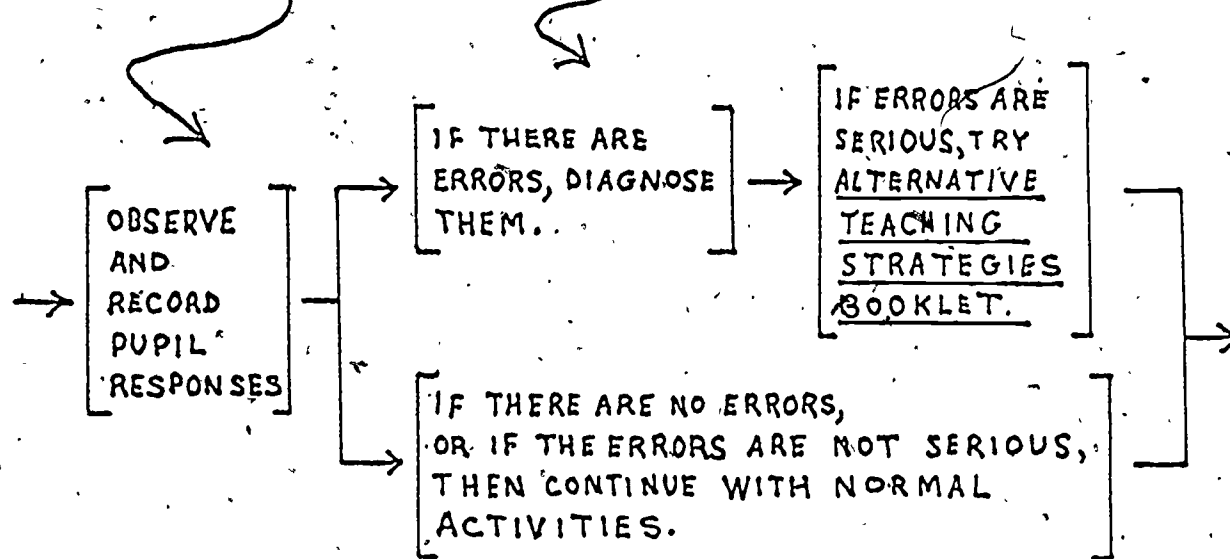 OBSERVE
AND
RECORD
PUPIL
RESPONSES
IF THERE ARE
ERRORS, DIAGNOSE
THEM.
IF ERRORS ARE
SERIOUS, TRY
ALTERNATIVE
TEACHING
STRATEGIES
BOOKLET.
IF THERE ARE NO ERRORS,
OR IF THE ERRORS ARE NOT SERIOUS,
THEN CONTINUE WITH NORMAL
ACTIVITIES.